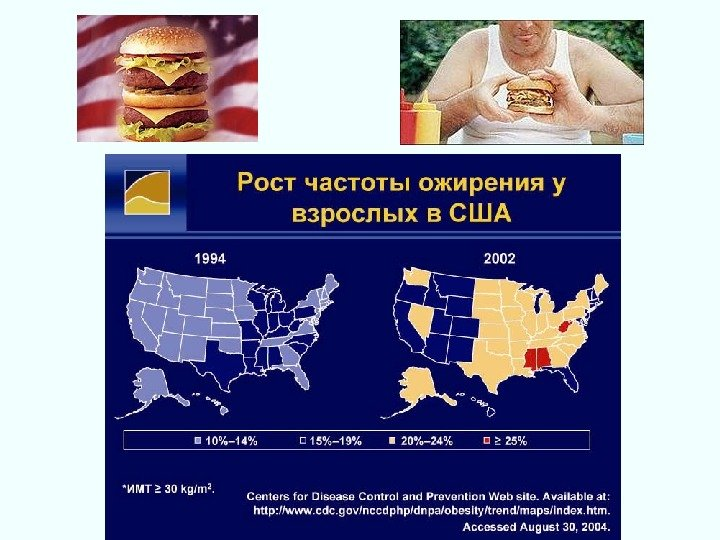 Рост частоты ожирения у
взрослых в США
1994
2002
10%–14%
15%–19%
20%–24%
≥ 25%
*ИМТ ≥ 30 kg/m².
Centers for Disease Control and Prevention Web site. Available at:
http://www.cdc.gov/nccdphp/dnpa/obesity/trend/maps/index.htm.
Accessed August 30, 2004.